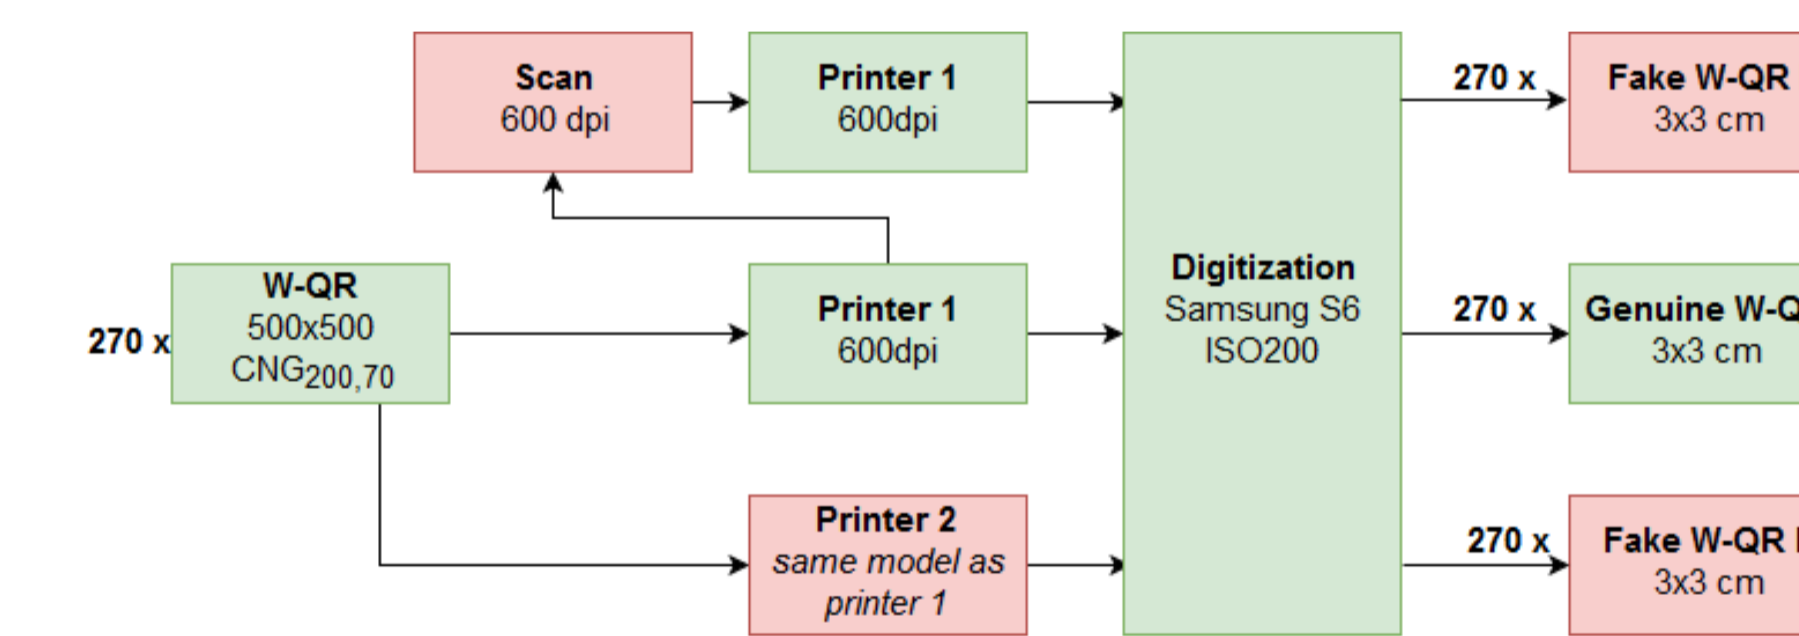 Scan
600 dpi
Printer 1
600dpi
270 x
Fake W-QR
3x3 cm
270 x
W-QR
500x500
CNG200,70
Printer 1
600dpi
Digitization
Samsung S6
ISO200
270 x
Genuine
3x3 cm
Printer 2
same model as
printer 1
270 x
Fake W-QR
3x3 cm